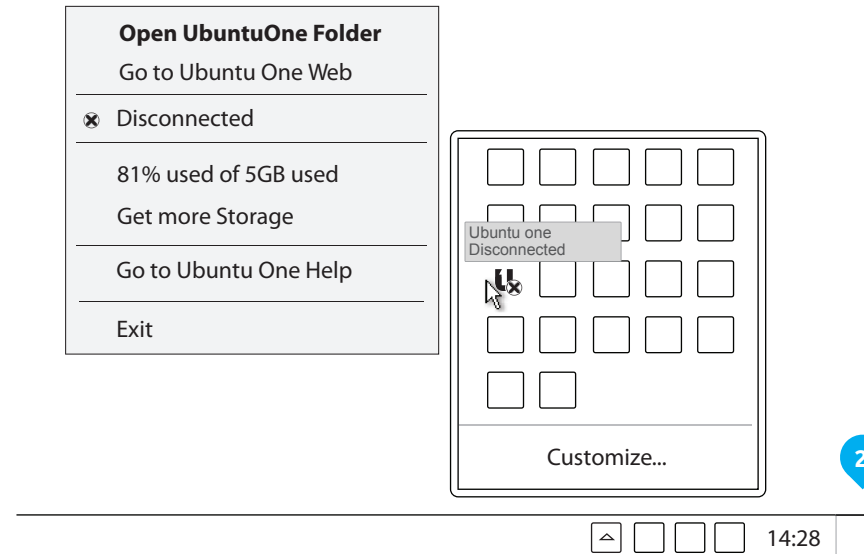 Open UbuntuOne Folder
Go to Ubuntu One Web
Disconnected
81% used of 5GB used
Get more Storage
Go to Ubuntu One Help
Exit
Ubuntu one
Disconnected
Customize...
2
14:28